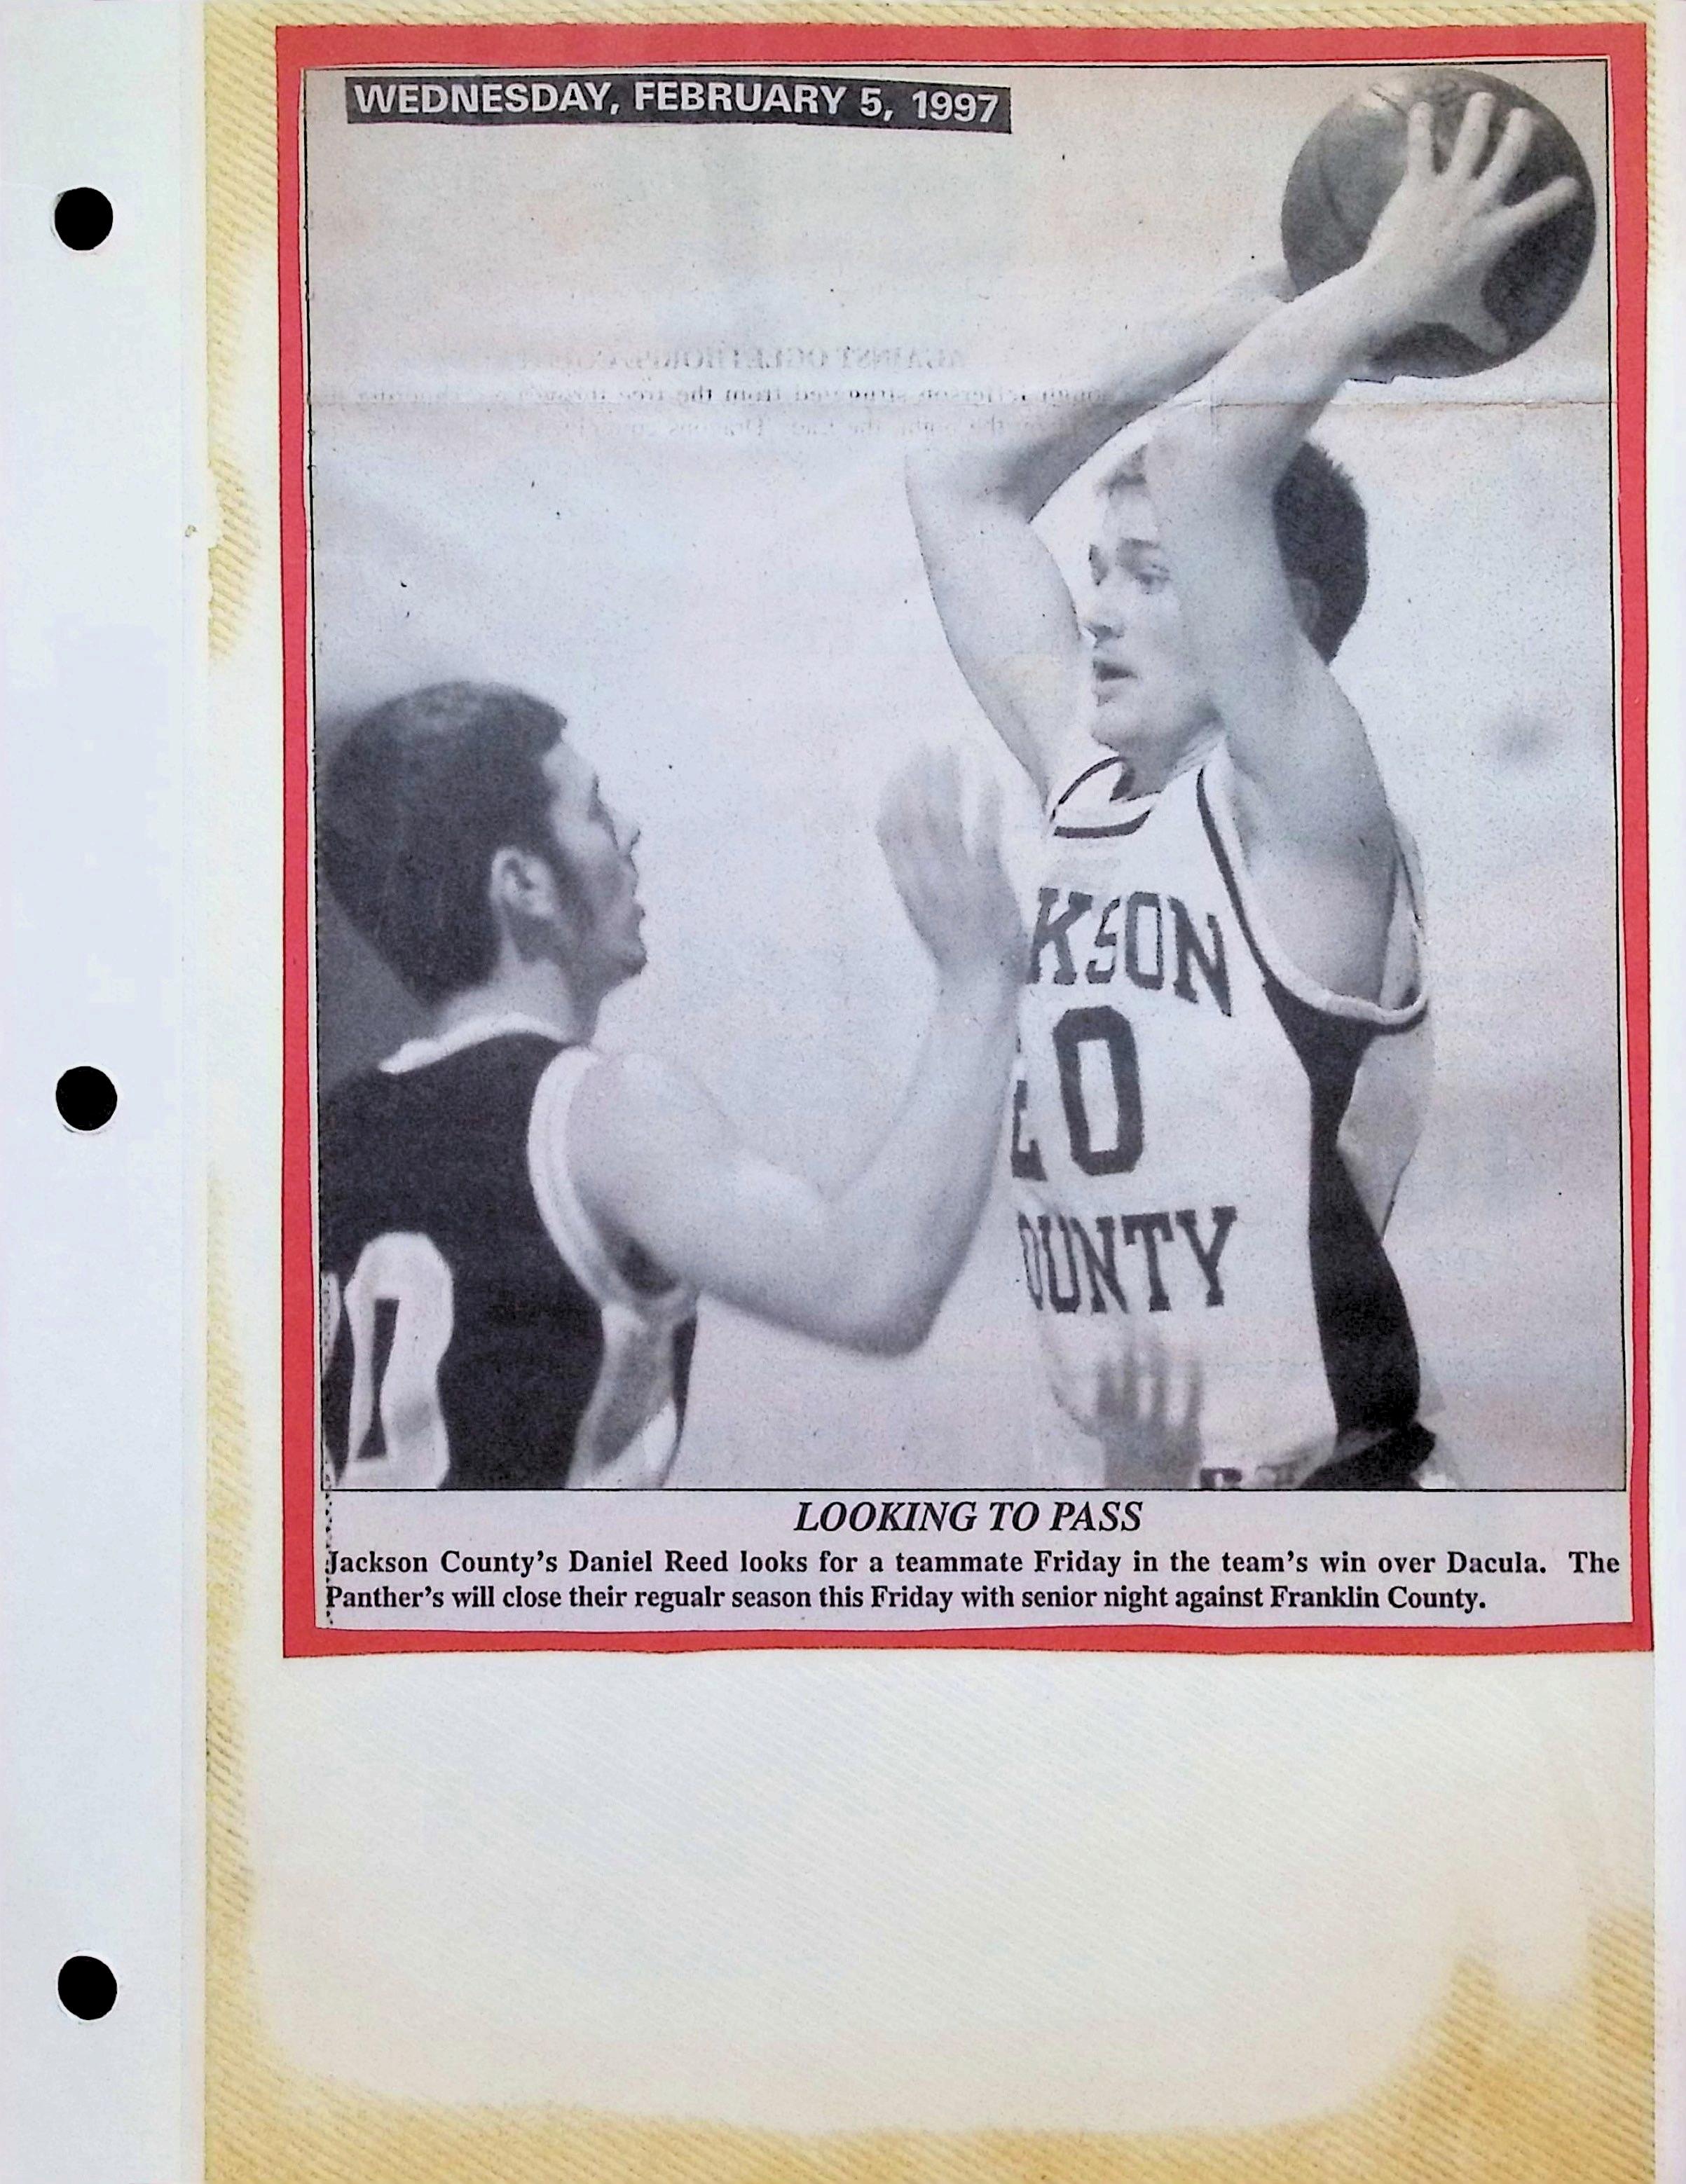 WEDNESDAY, FEBRUARY 5, 1997
KSON
0
OUNTY
0
LOOKING TO PASS
Jackson County's Daniel Reed looks for a teammate Friday in the team's win over Dacula. The
Panther's will close their regualr season this Friday with senior night against Franklin County.